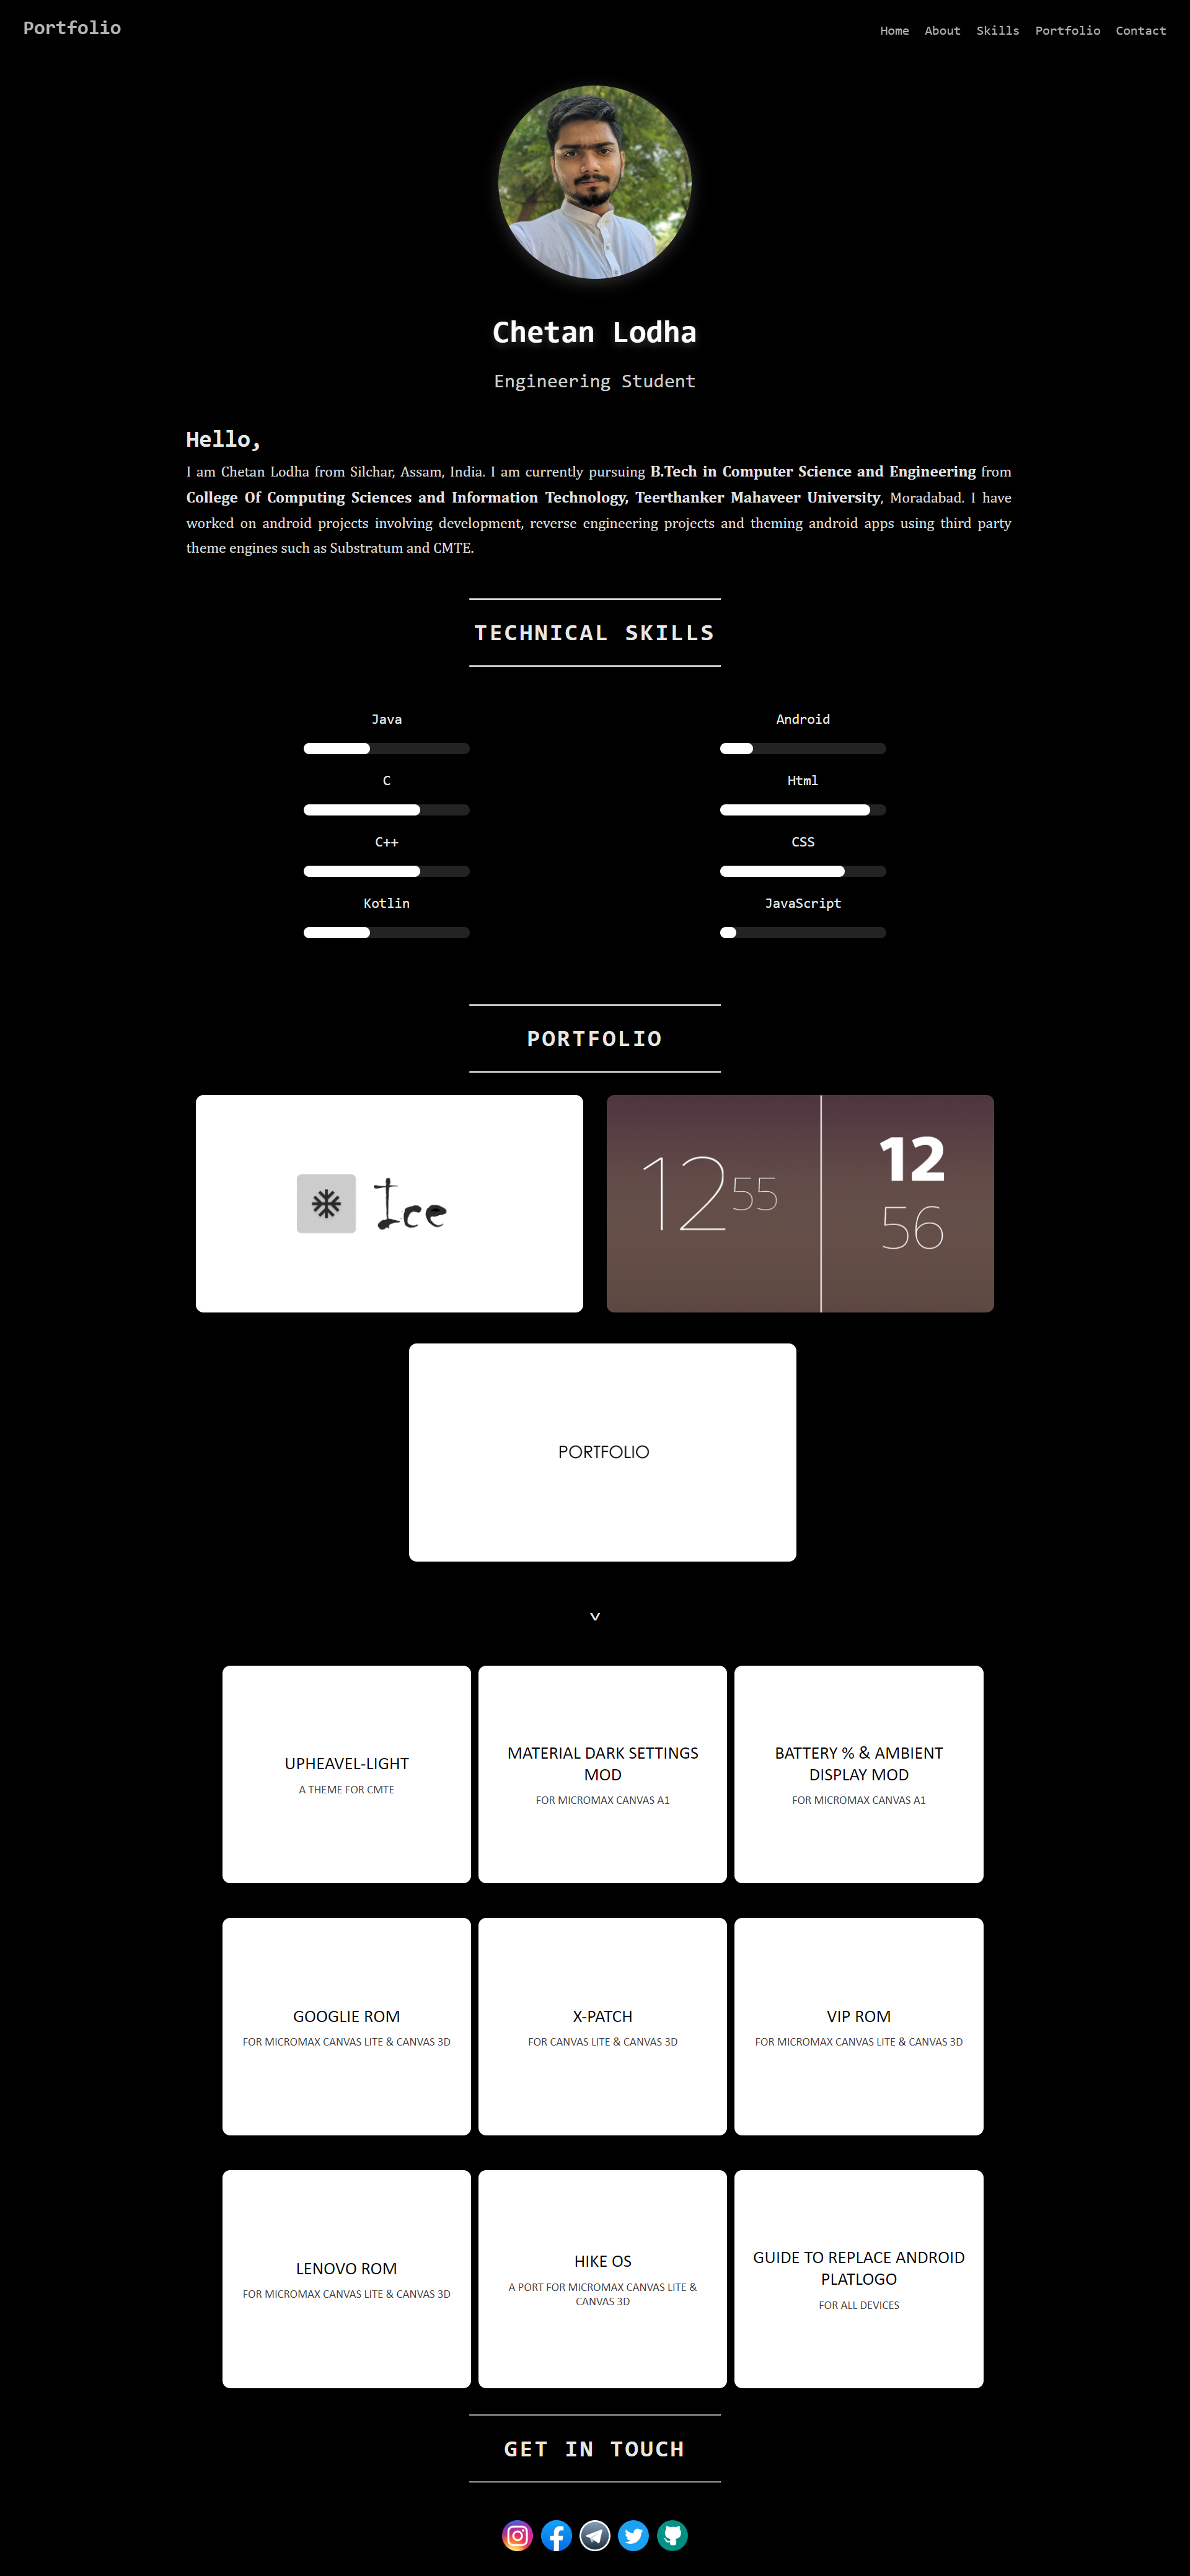 Portfolio
Home About Skills Portfolio Contact
Chetan Lodha
Engineering Student
Hello,
I am Chetan Lodha from Silchar, Assam, India. I am currently pursuing B.Tech in Computer Science and Engineering from
College Of Computing Sciences and Information Technology, Teerthanker Mahaveer University, Moradabad. I have
worked on android projects involving development, reverse engineering projects and theming android apps using third party
theme engines such as Substratum and CMTE.
TECHNICAL SKILLS
Java
Android
C
Html
C++
CSS
Kotlin
JavaScript
PORTFOLIO
Ice
12 55
12
56
PORTFOLIO
UPHEAVEL-LIGHT
A THEME FOR CMTE
MATERIAL DARK SETTINGS
MOD
FOR MICROMAX CANVAS A1
BATTERY % & AMBIENT
DISPLAY MOD
FOR MICROMAX CANVAS A1
GOOGLIE ROM
FOR MICROMAX CANVAS LITE & CANVAS 3D
X-PATCH
FOR CANVAS LITE & CANVAS 3D
VIP ROM
FOR MICROMAX CANVAS LITE & CANVAS 3D
LENOVO ROM
FOR MICROMAX CANVAS LITE & CANVAS 3D
HIKE OS
A PORT FOR MICROMAX CANVAS LITE &
CANVAS 3D
GUIDE TO REPLACE ANDROID
PLATLOGO
FOR ALL DEVICES
GET IN TOUCH